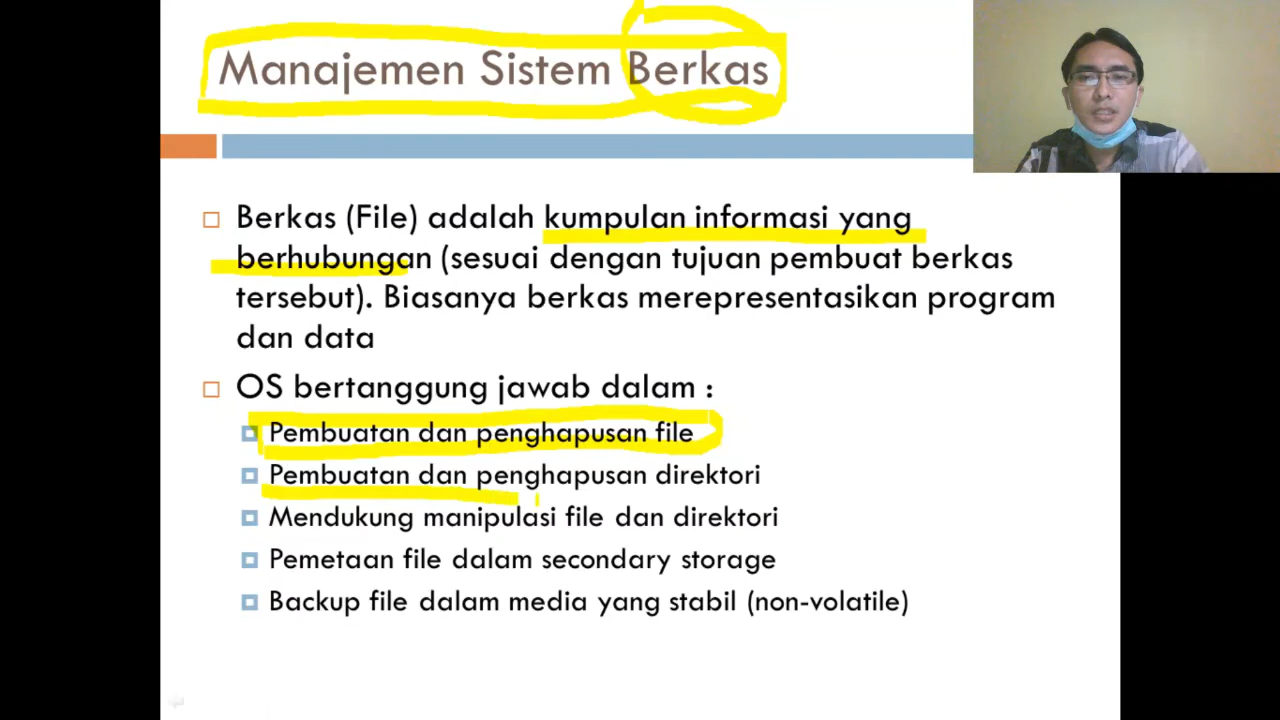 Manajemen Sistem Berkas
Berkas (File) adalah kumpulan informasi yang
berhubungan (sesuai dengan tujuan pembuat berkas
tersebut). Biasanya berkas merepresentasikan program
dan data
OS bertanggung jawab dalam :
Pembuatan dan penghapusan file
Pembuatan dan penghapusan direktori
Mendukung manipulasi file dan direktori
Pemetaan file dalam secondary storage
Backup file dalam media yang stabil (non-volatile)